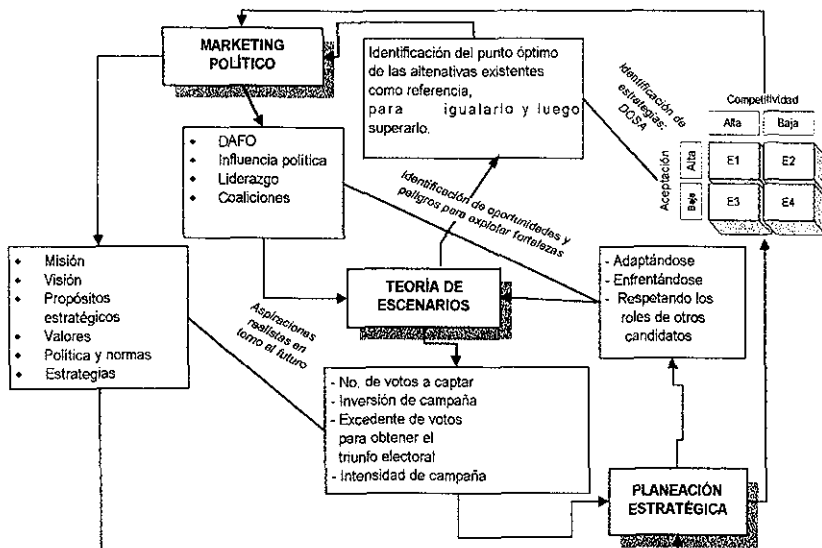 MARKETING
POLÍTICO
Identificación del punto óptimo
de las altenativas existentes
como referencia,
para igualarlo y luego
superarlo.
Identificación de
estrategias:
DOSA
Competitividad
Alta
Baja
Aceptación
Alta
Baja
E1
E2
E3
E4
DAFO
Influencia política
Liderazgo
Coaliciones
Identificación de oportunidades y
peligros para explotar fortalezas
Misión
Visión
Propósitos
estratégicos
Valores
Política y normas
Estrategias
Aspiraciones
realistas en
torno al futuro
TEORÍA DE
ESCENARIOS
- Adaptándose
- Enfrentándose
- Respetando los
roles de otros
candidatos
- No. de votos a captar
- Inversión de campaña
- Excedente de votos
para obtener el
triunfo electoral
- Intensidad de campaña
PLANEACIÓN
ESTRATÉGICA